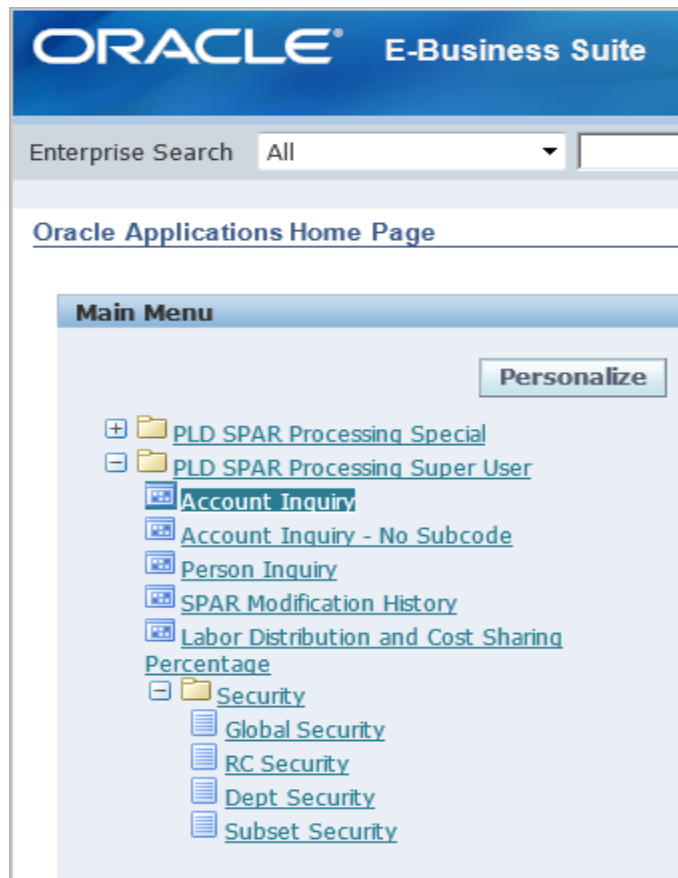 ORACLE® E-Business Suite
Enterprise Search All
Oracle Applications Home Page
Main Menu
Personalize
PLD SPAR Processing Special
PLD SPAR Processing Super User
Account Inquiry
Account Inquiry - No Subcode
Person Inquiry
SPAR Modification History
Labor Distribution and Cost Sharing
Percentage
Security
Global Security
RC Security
Dept Security
Subset Security